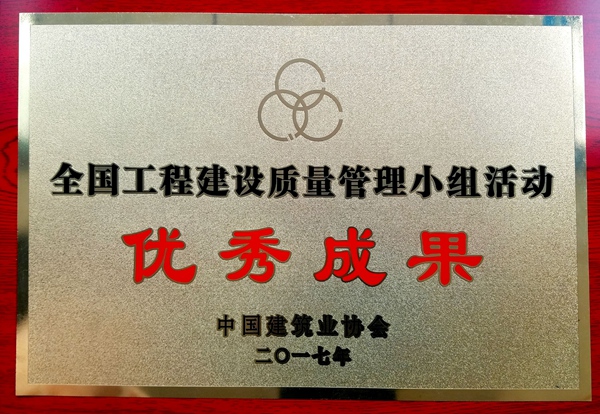 全国工程建设质量管理小组活动
优秀成果
中国建筑业协会
二〇一七年